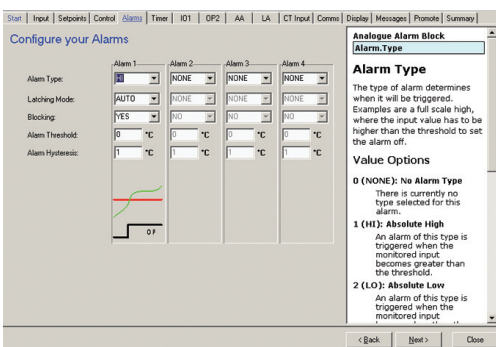 Start Input Setpoints Control Alarms Timer IO1 OP2 AA LA CT Input Comms Display Messages Promote Summary
Configure your Alarms
Alarm 1 Alarm 2 Alarm 3 Alarm 4
Alarm Type: HI NONE NONE NONE
Latching Mode: AUTO NONE NONE NONE
Blocking: YES NO NO NO
Alarm Threshold: 0 °C 0 °C 0 °C 0 °C
Alarm Hysteresis: 1 °C 1 °C 1 °C 1 °C
Analogue Alarm Block
Alarm.Type
Alarm Type
The type of alarm determines
when it will be triggered.
Examples are a full scale high,
where the input value has to be
higher than the threshold to set
the alarm off.
Value Options
0 (NONE): No Alarm Type
There is currently no
type selected for this
alarm.
1 (HI): Absolute High
An alarm of this type is
triggered when the
monitored input
becomes greater than
the threshold.
2 (LO): Absolute Low
An alarm of this type is
triggered when the
monitored input
< Back Next > Close